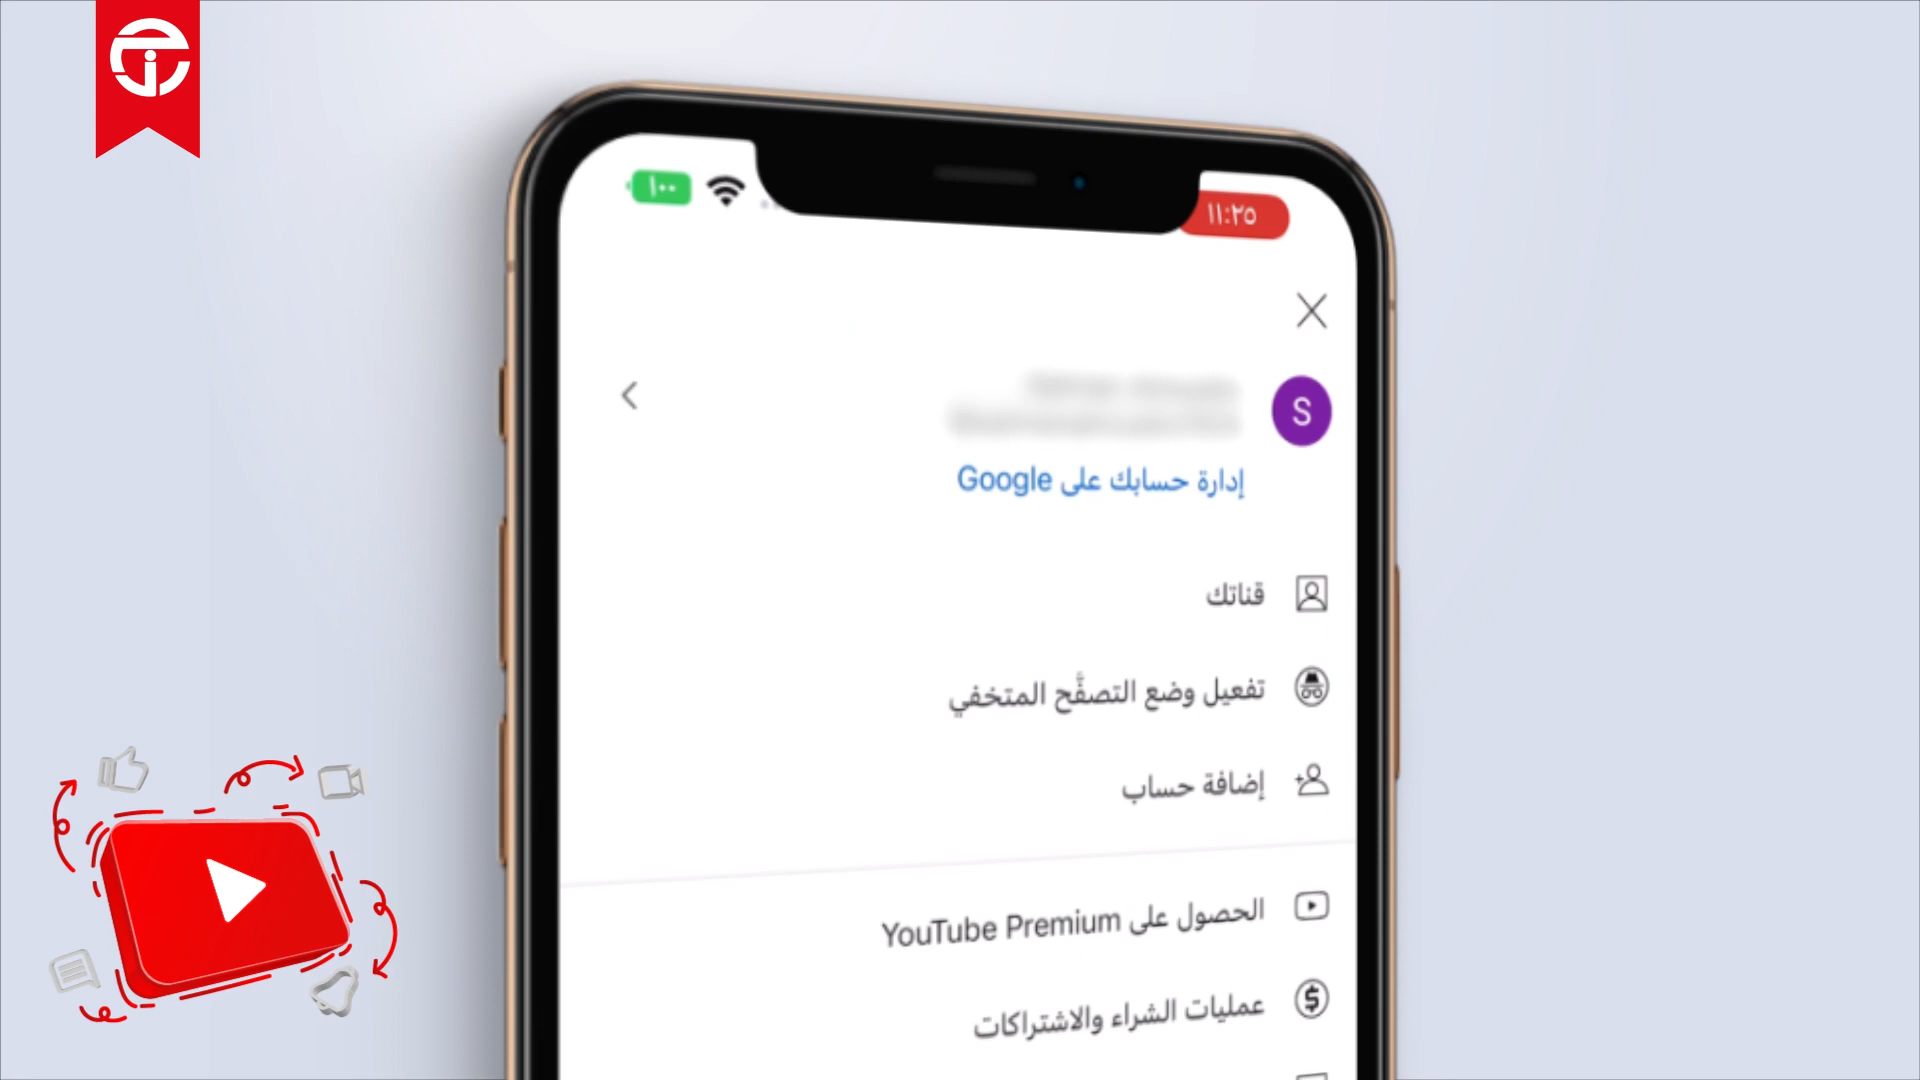 ١١:٢٥
١٠٠
S
إدارة حسابك على Google
قناتك
تفعيل وضع التصفُّح المتخفي
إضافة حساب
الحصول على YouTube Premium
عمليات الشراء والاشتراكات